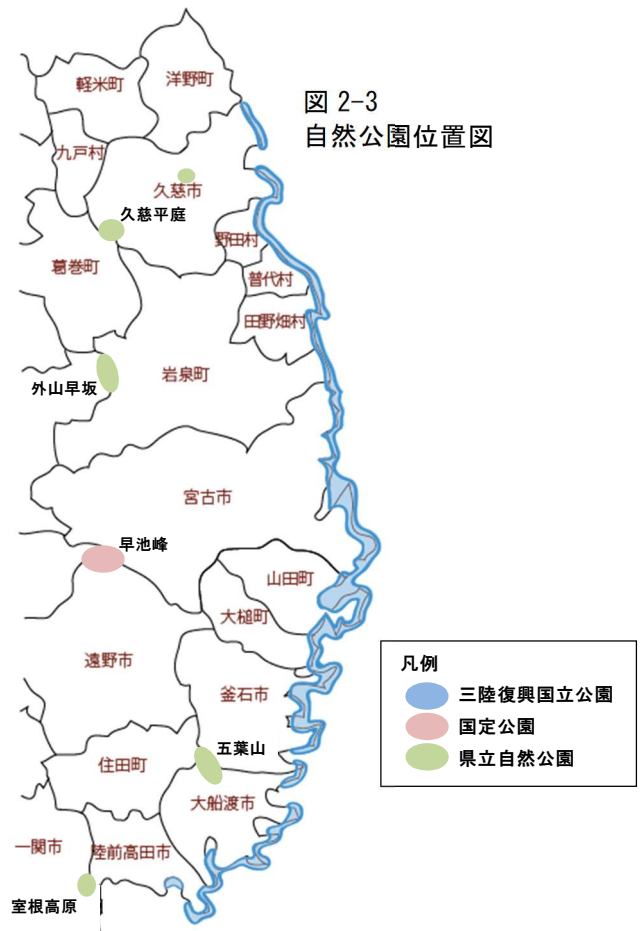 図 2-3
自然公園位置図
軽米町
洋野町
九戸村
久慈市
久慈平庭
野田村
葛巻町
普代村
田野畑村
岩泉町
外山早坂
宮古市
早池峰
山田町
大槌町
遠野市
釜石市
五葉山
住田町
大船渡市
一関市
陸前高田市
室根高原
凡例
三陸復興国立公園
国定公園
県立自然公園